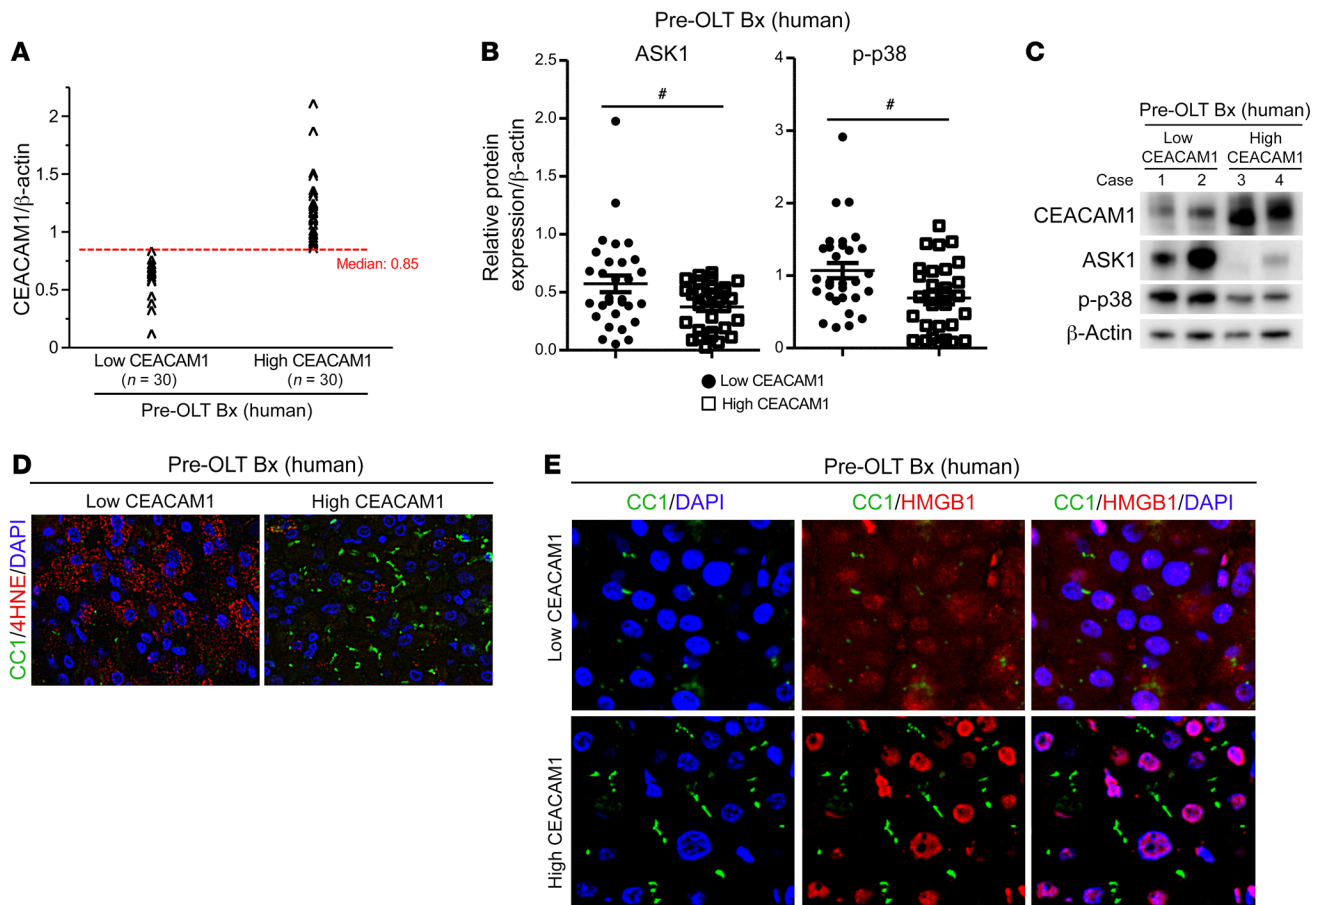 A
CEACAM1/β-actin
2
1.5
1
0.5
0
Median: 0.85
Low CEACAM1
(n = 30)
High CEACAM1
(n = 30)
Pre-OLT Bx (human)
B
Pre-OLT Bx (human)
Relative protein
expression/β-actin
ASK1
2.5
2.0
1.5
1.0
0.5
0.0
#
p-p38
4
3
2
1
0
#
Low CEACAM1
High CEACAM1
C
Pre-OLT Bx (human)
Low
CEACAM1
High
CEACAM1
Case 1 2 3 4
CEACAM1
ASK1
p-p38
β-Actin
D
Pre-OLT Bx (human)
Low CEACAM1
High CEACAM1
CC1/4HNE/DAPI
E
Pre-OLT Bx (human)
CC1/DAPI
CC1/HMGB1
CC1/HMGB1/DAPI
Low CEACAM1
High CEACAM1